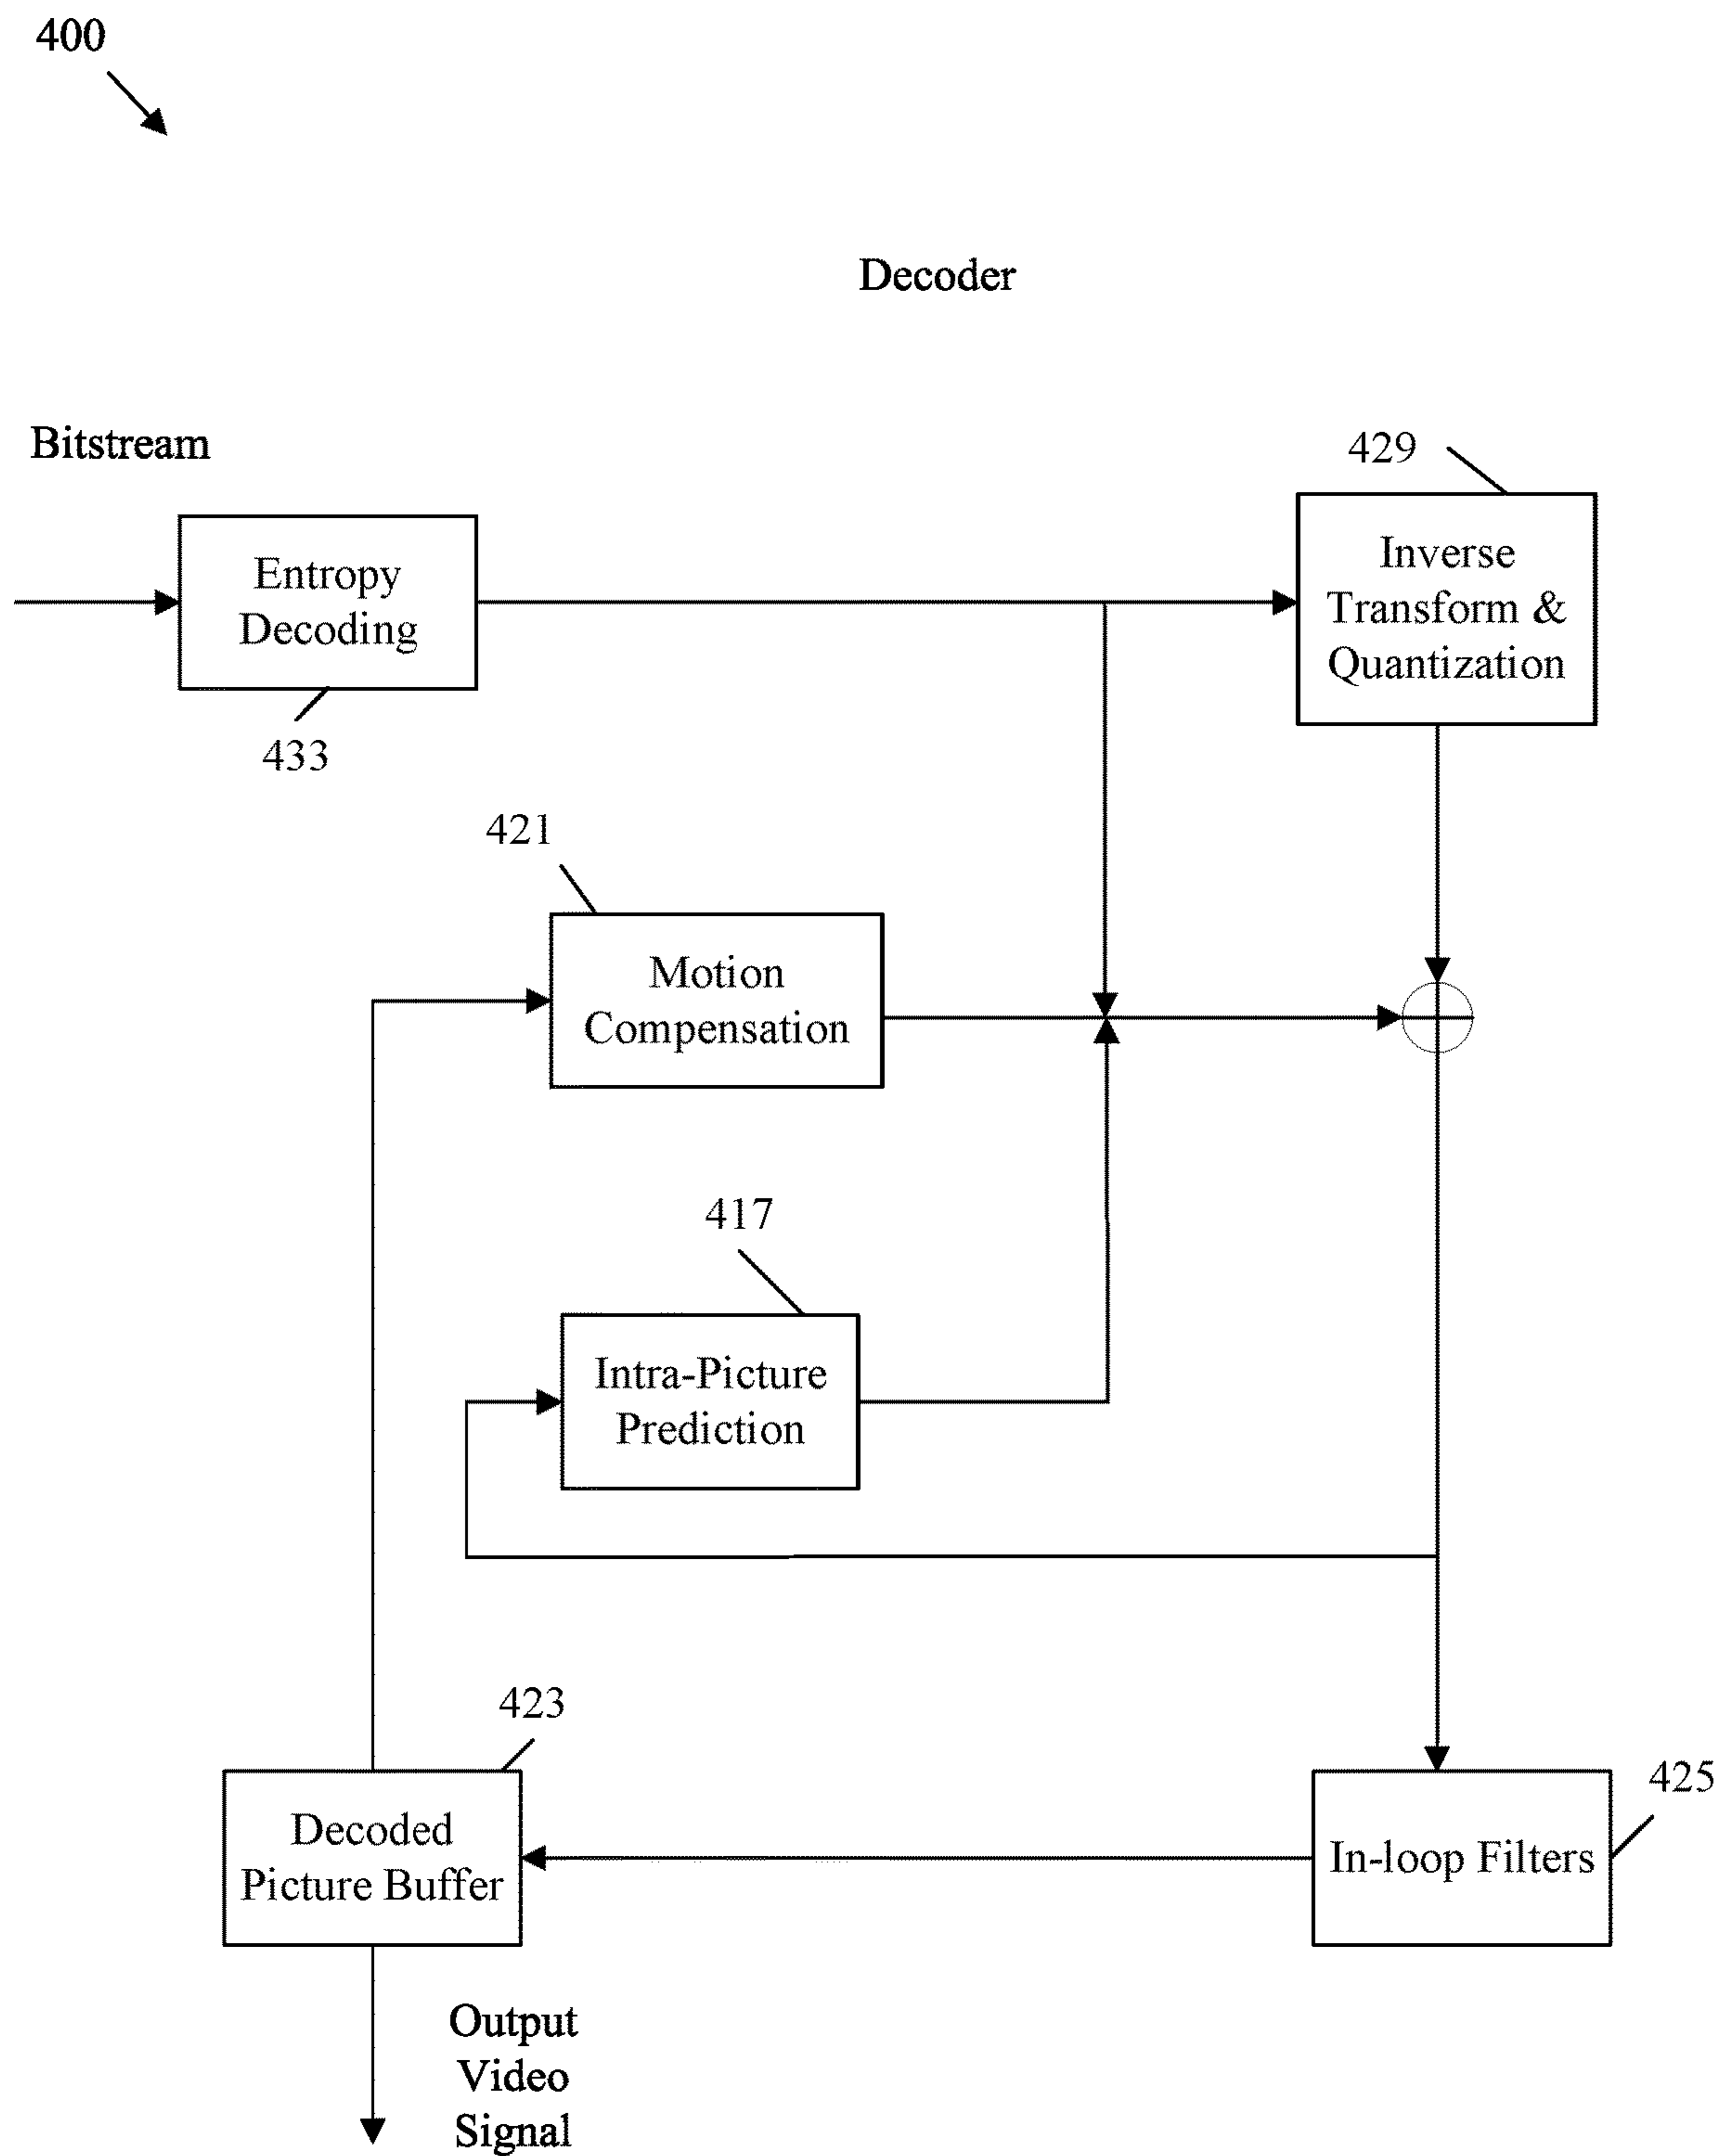 400
Decoder
Bitstream
429
Entropy
Decoding
Inverse
Transform &
Quantization
433
421
Motion
Compensation
417
Intra-Picture
Prediction
423
Decoded
Picture Buffer
425
In-loop Filters
Output
Video
Signal